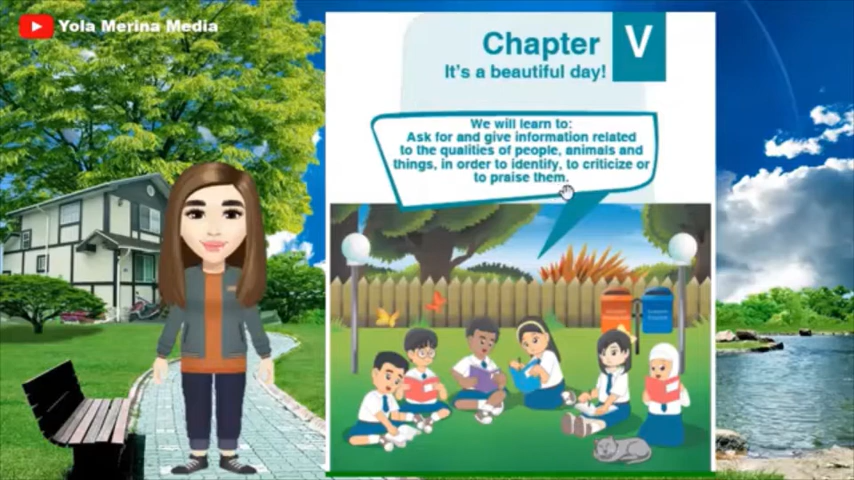 Yola Merina Media
Chapter V
It's a beautiful day!
We will learn to:
Ask for and give information related
to the qualities of people, animals and
things, in order to identify, to criticize or
to praise them.